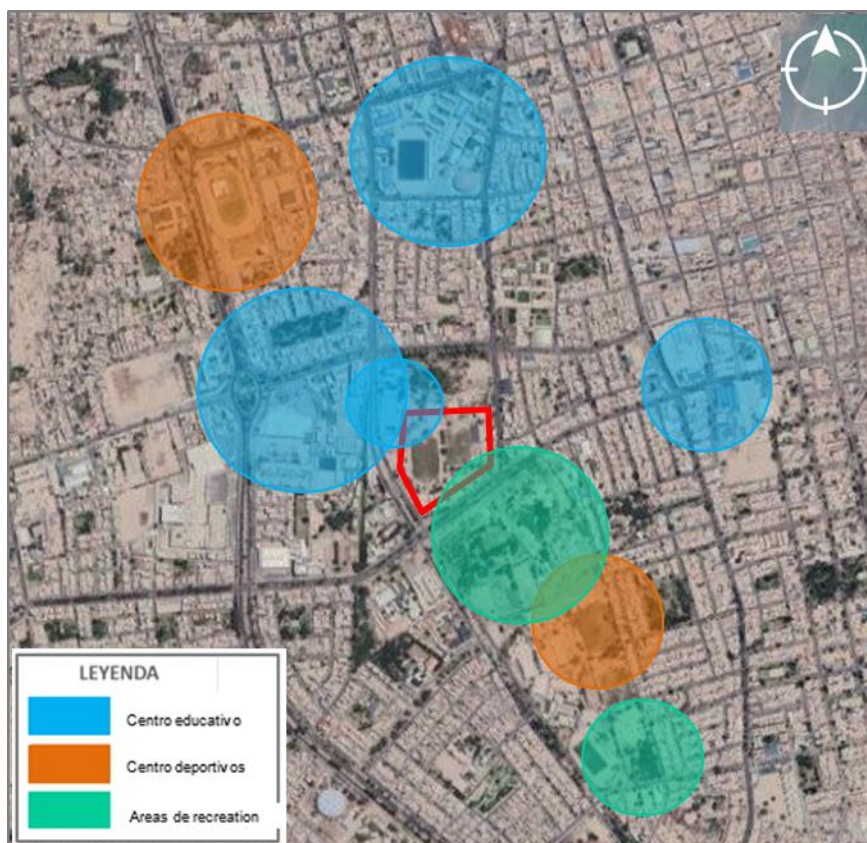 LEYENDA
Centro educativo
Centro deportivos
Areas de recreation